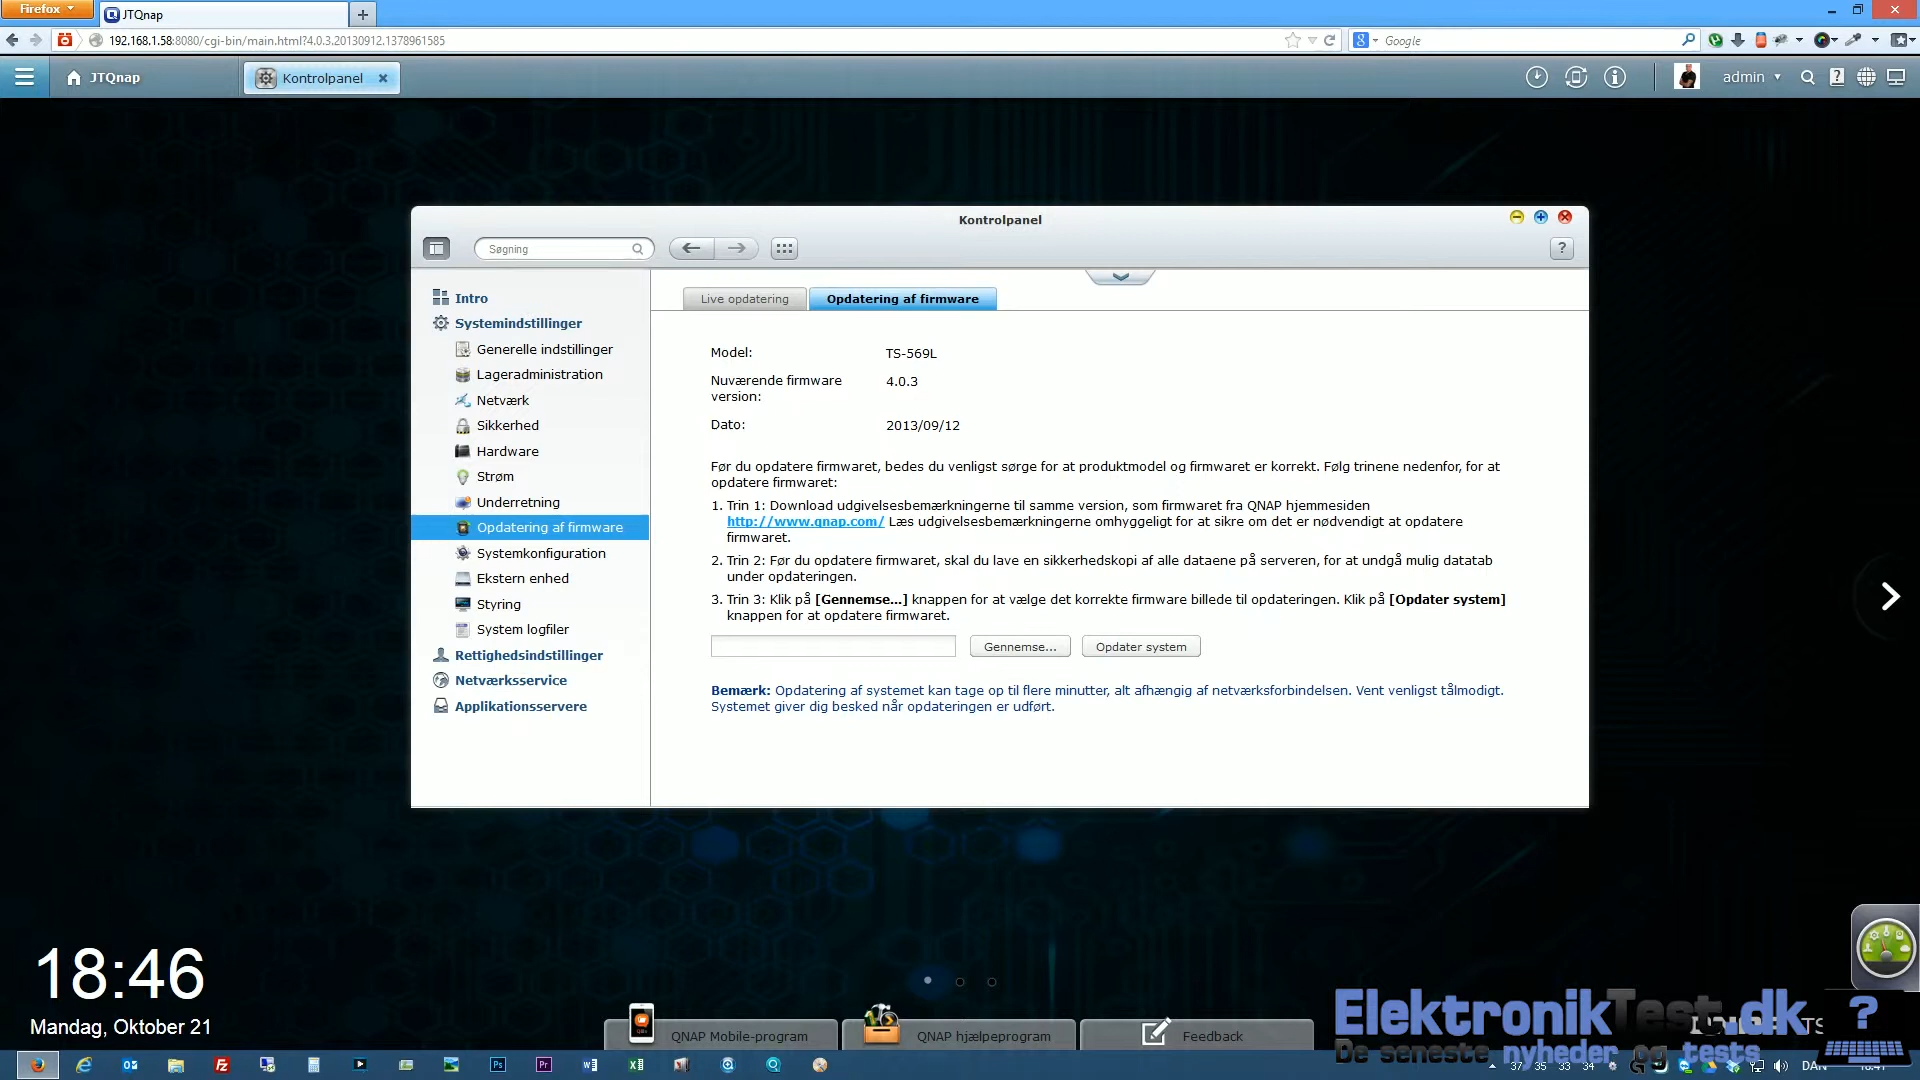 Firefox
JTQnap
192.168.1.58:8080/cgi-bin/main.html?4.0.3.20130912.1378961585
Google
JTQnap
Kontrolpanel
admin
Kontrolpanel
Søgning
Intro
Systemindstillinger
Generelle indstillinger
Lageradministration
Netværk
Sikkerhed
Hardware
Strøm
Underretning
Opdatering af firmware
Systemkonfiguration
Ekstern enhed
Styring
System logfiler
Rettighedsindstillinger
Netværksservice
Applikationsservere
Live opdatering
Opdatering af firmware
Model: TS-569L
Nuværende firmware version: 4.0.3
Dato: 2013/09/12
Før du opdatere firmwaret, bedes du venligst sørge for at produktmodel og firmwaret er korrekt. Følg trinene nedenfor, for at
opdatere firmwaret:
1. Trin 1: Download udgivelsesbemærkningerne til samme version, som firmwaret fra QNAP hjemmesiden
http://www.qnap.com/ Læs udgivelsesbemærkningerne omhyggeligt for at sikre om det er nødvendigt at opdatere
firmwaret.
2. Trin 2: Før du opdatere firmwaret, skal du lave en sikkerhedskopi af alle dataene på serveren, for at undgå mulig datatab
under opdateringen.
3. Trin 3: Klik på [Gennemse...] knappen for at vælge det korrekte firmware billede til opdateringen. Klik på [Opdater system]
knappen for at opdatere firmwaret.
Gennemse...
Opdater system
Bemærk: Opdatering af systemet kan tage op til flere minutter, alt afhængig af netværksforbindelsen. Vent venligst tålmodigt.
Systemet giver dig besked når opdateringen er udført.
18:46
Mandag, Oktober 21
QNAP Mobile-program
QNAP hjælpeprogram
Feedback
ElektronikTest.dk
De seneste nyheder og tests
37 35 33 34